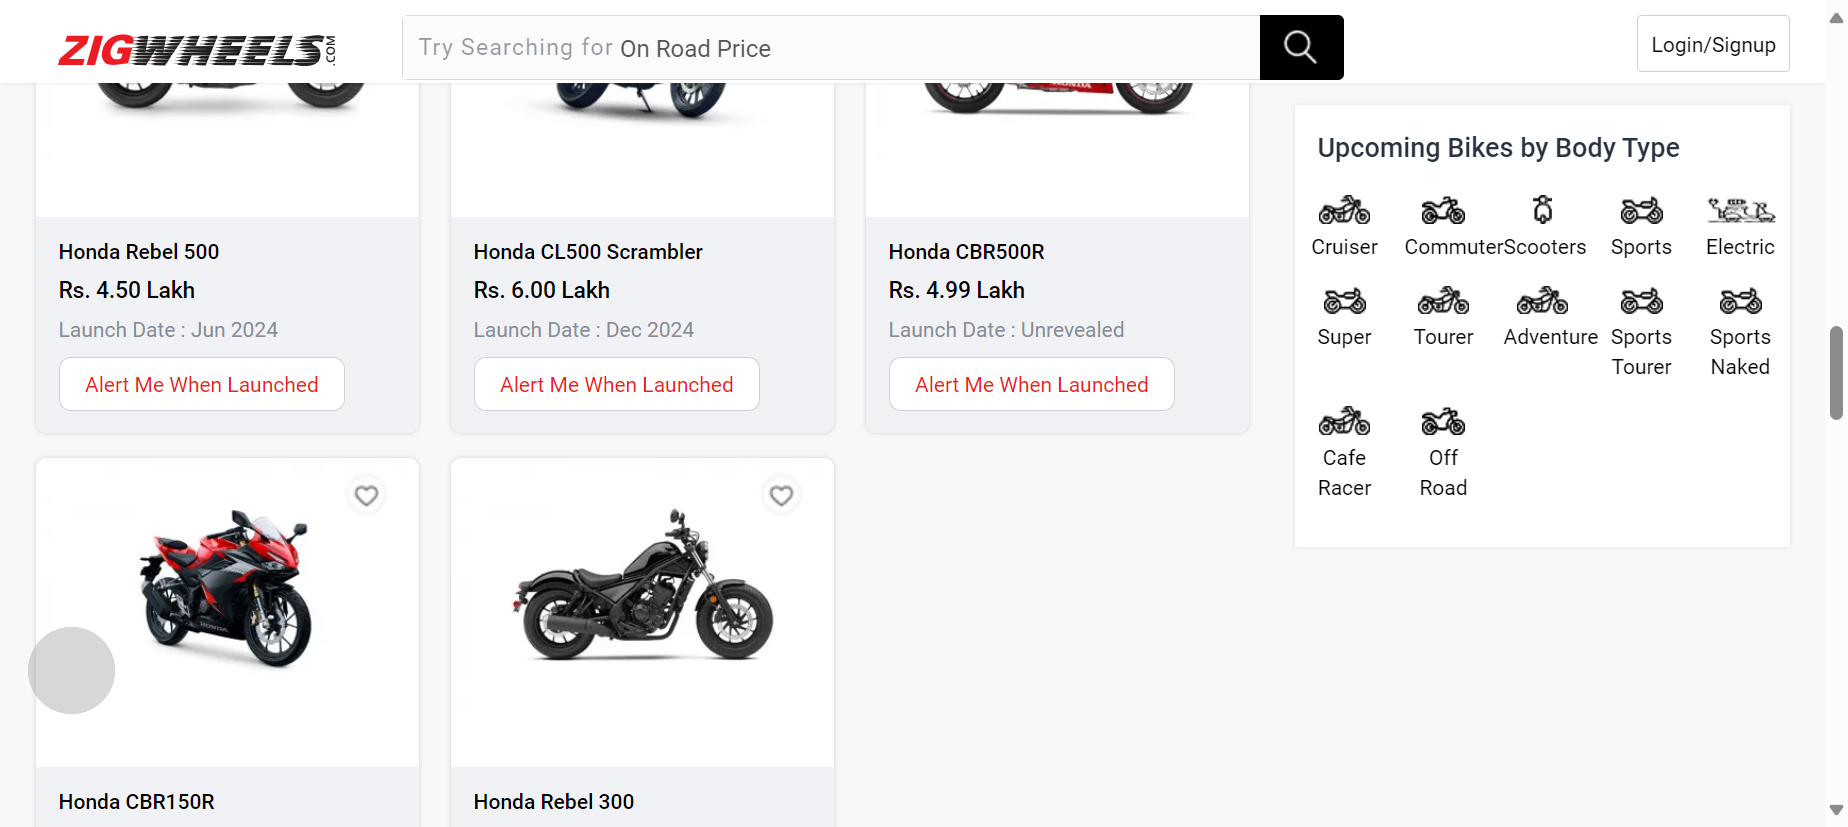 ZIGWHEELS.COM
Try Searching for On Road Price
Login/Signup
HONDA
Honda Rebel 500
Rs. 4.50 Lakh
Launch Date : Jun 2024
Alert Me When Launched
Honda CL500 Scrambler
Rs. 6.00 Lakh
Launch Date : Dec 2024
Alert Me When Launched
Honda CBR500R
Rs. 4.99 Lakh
Launch Date : Unrevealed
Alert Me When Launched
HONDA
Honda CBR150R
Honda Rebel 300
Upcoming Bikes by Body Type
Cruiser
Commuter
Scooters
Sports
Electric
Super
Tourer
Adventure
Sports
Tourer
Sports
Naked
Cafe
Racer
Off
Road